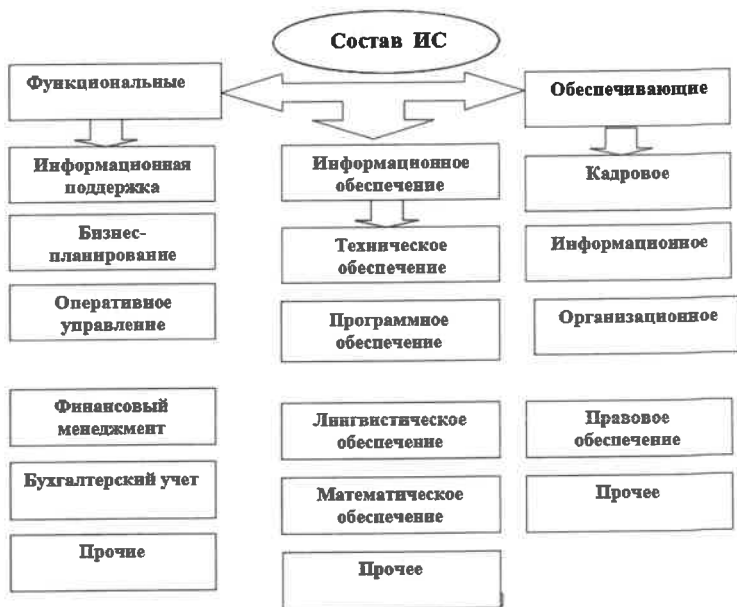 Состав ИС
Функциональные
Информационная
поддержка
Бизнес-
планирование
Оперативное
управление
Финансовый
менеджмент
Бухгалтерский учет
Прочие
Информационное
обеспечение
Техническое
обеспечение
Программное
обеспечение
Лингвистическое
обеспечение
Математическое
обеспечение
Прочее
Обеспечивающие
Кадровое
Информационное
Организационное
Правовое
обеспечение
Прочее